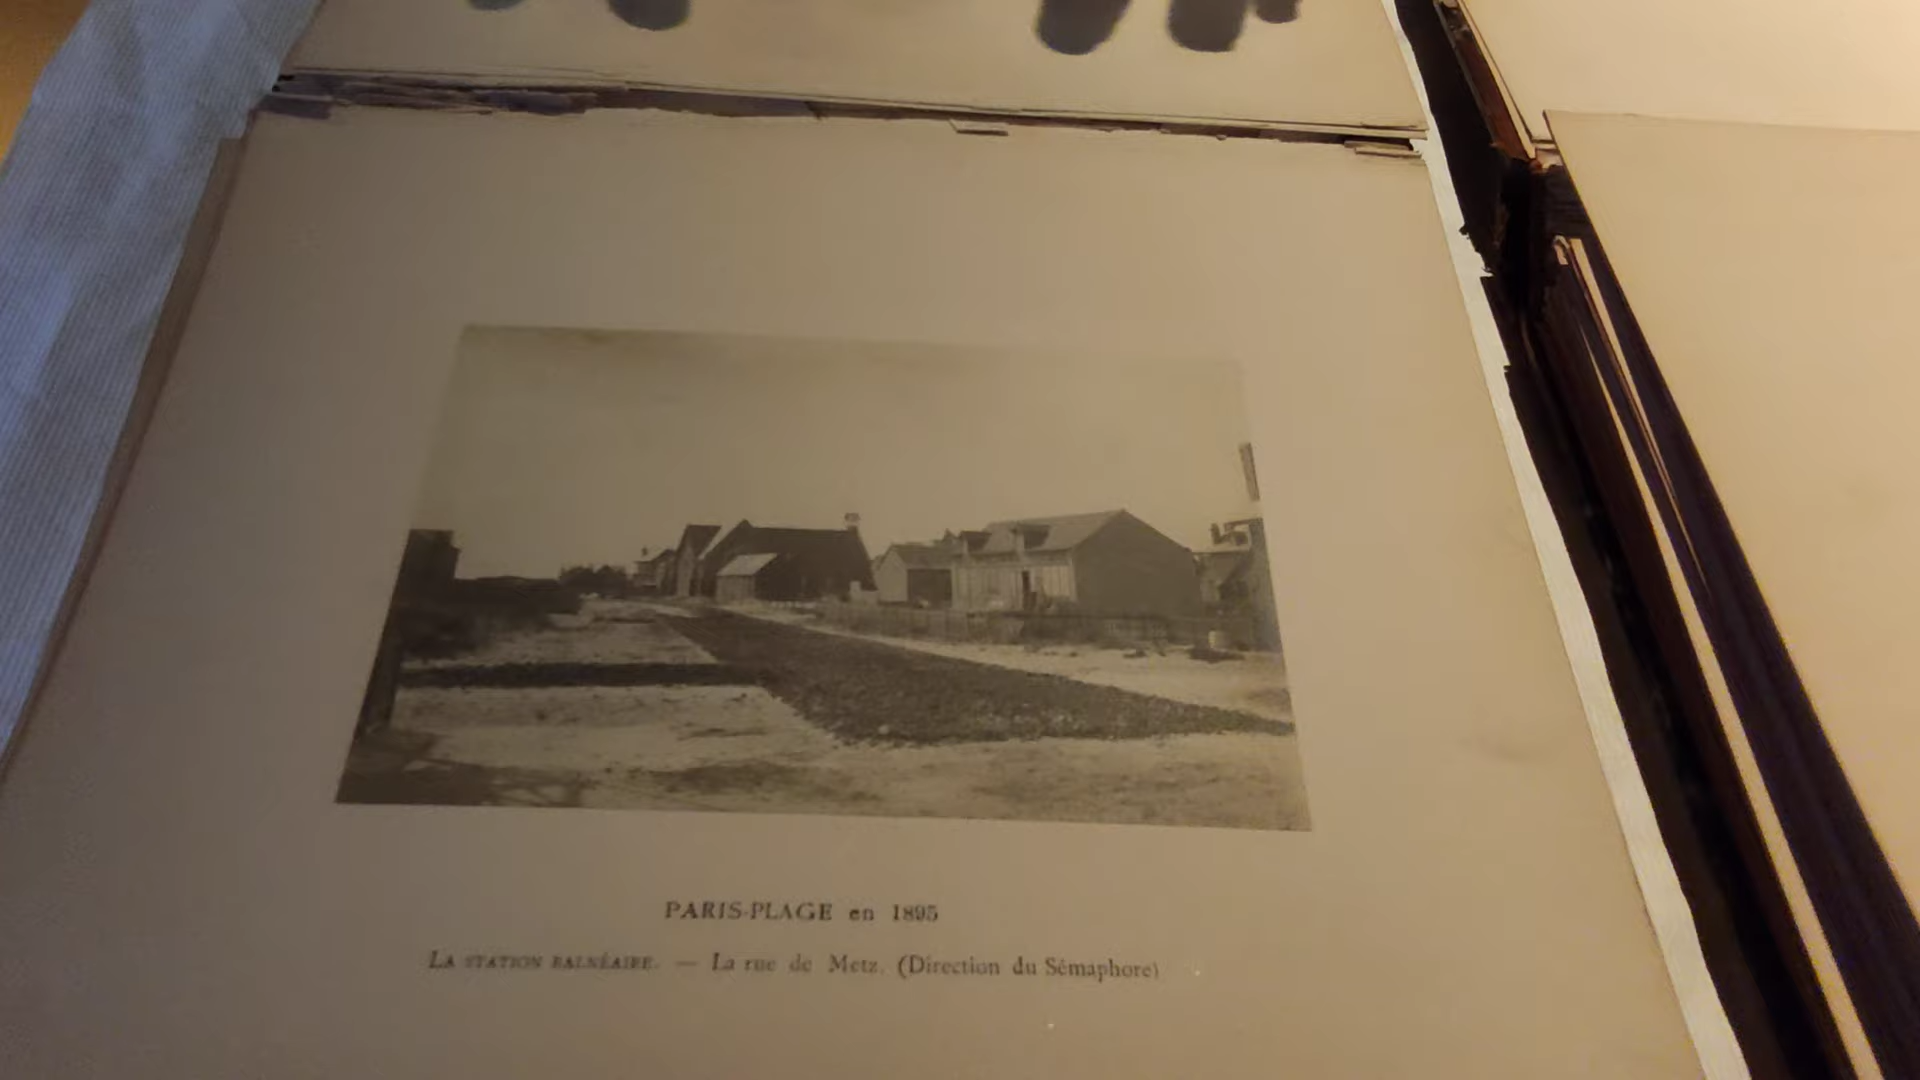 PARIS-PLAGE en 1895
LA STATION BALNÉAIRE. — La rue de Metz. (Direction du Sémaphore)